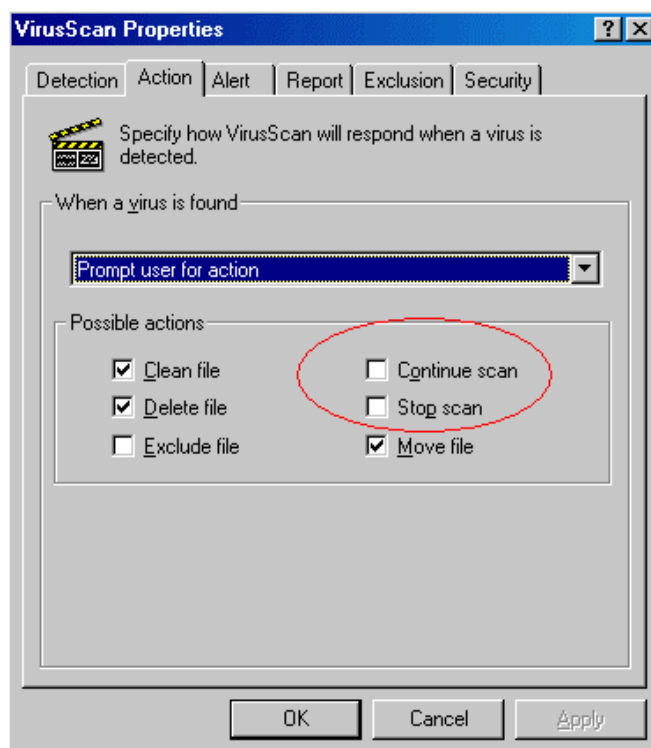 VirusScan Properties
Detection Action Alert Report Exclusion Security
Specify how VirusScan will respond when a virus is
detected.
When a virus is found
Prompt user for action
Possible actions
Clean file Continue scan
Delete file Stop scan
Exclude file Move file
OK Cancel Apply